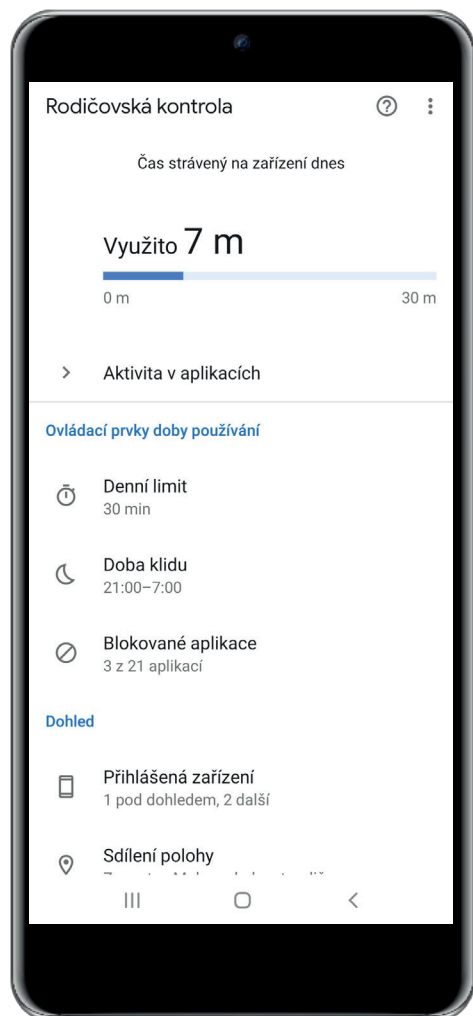 Rodičovská kontrola
Čas strávený na zařízení dnes
Využito 7 m
0 m 30 m
Aktivita v aplikacích
Ovládací prvky doby používání
Denní limit
30 min
Doba klidu
21:00–7:00
Blokované aplikace
3 z 21 aplikací
Dohled
Přihlášená zařízení
1 pod dohledem, 2 další
Sdílení polohy